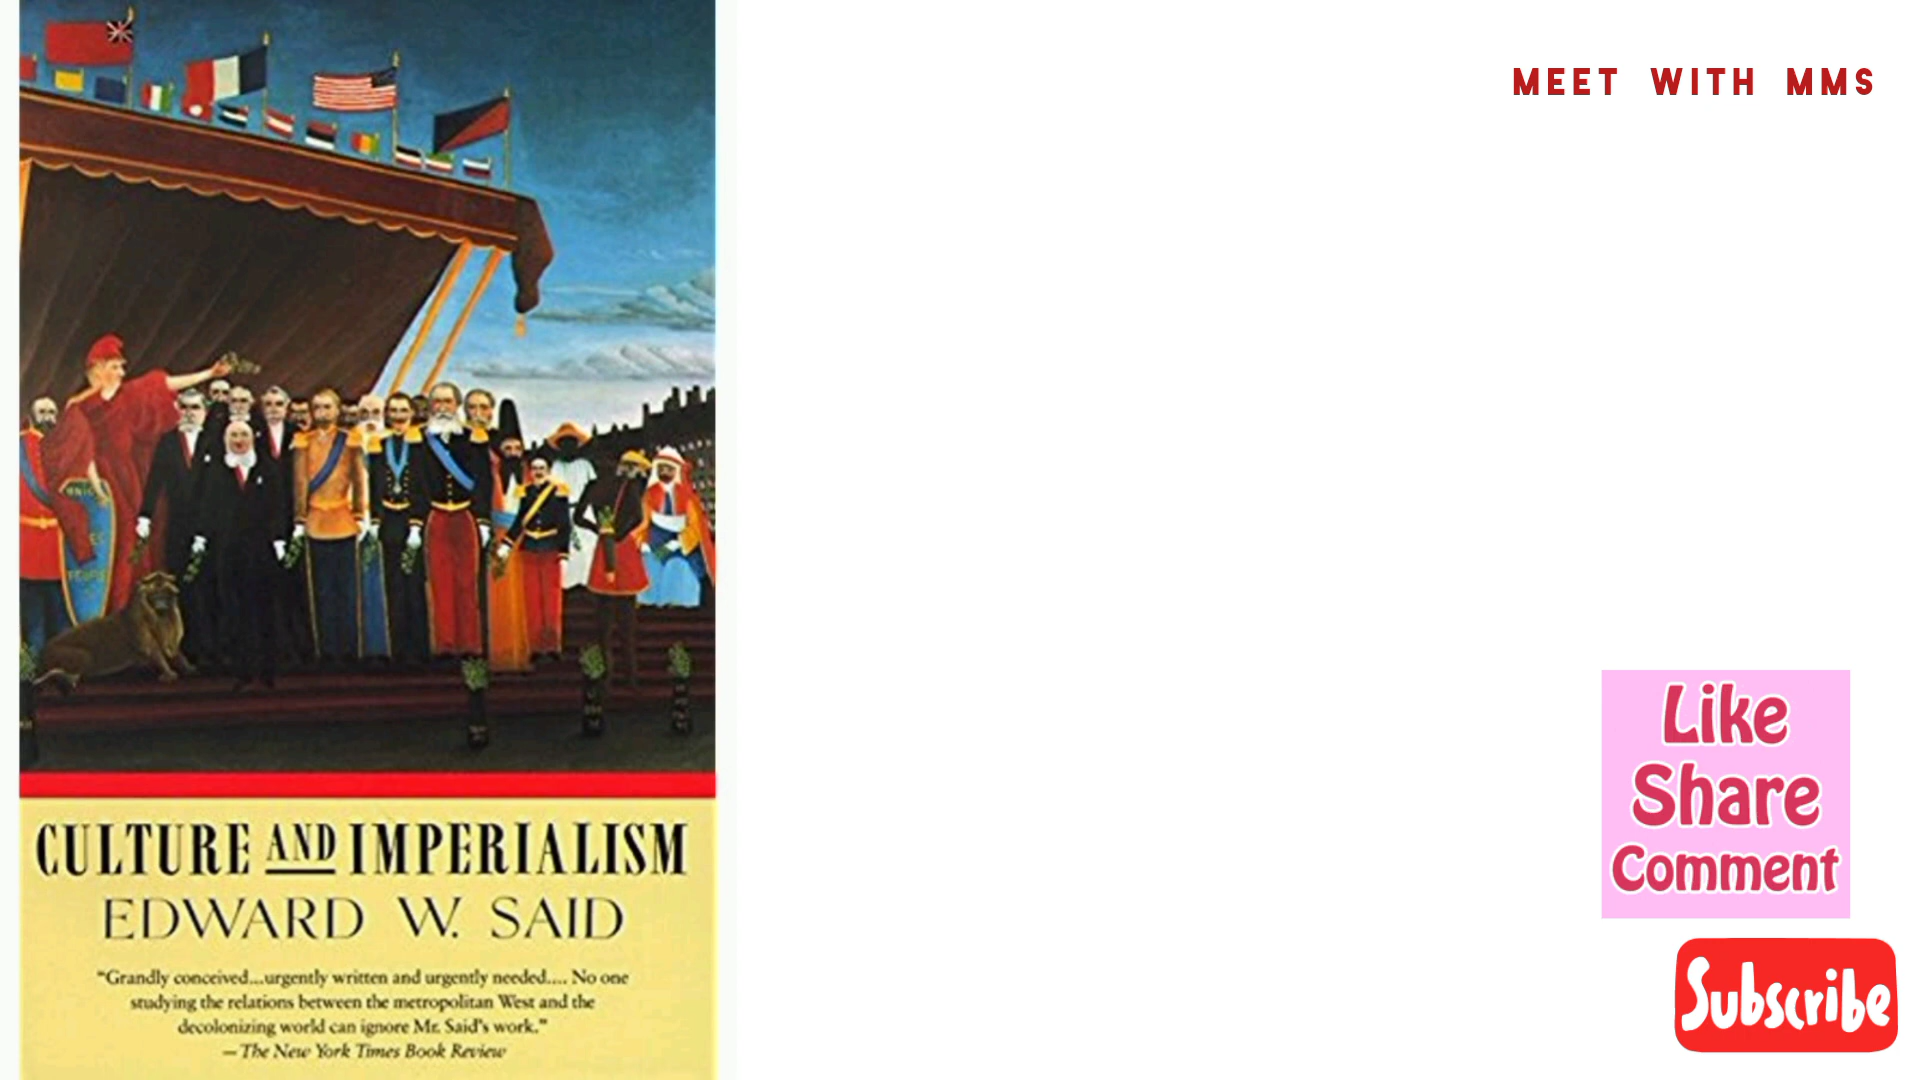 MEET WITH MMS
CULTURE AND IMPERIALISM
EDWARD W. SAID
"Grandly conceived...urgently written and urgently needed.... No one
studying the relations between the metropolitan West and the
decolonizing world can ignore Mr. Said's work."
—The New York Times Book Review
Like
Share
Comment
Subscribe